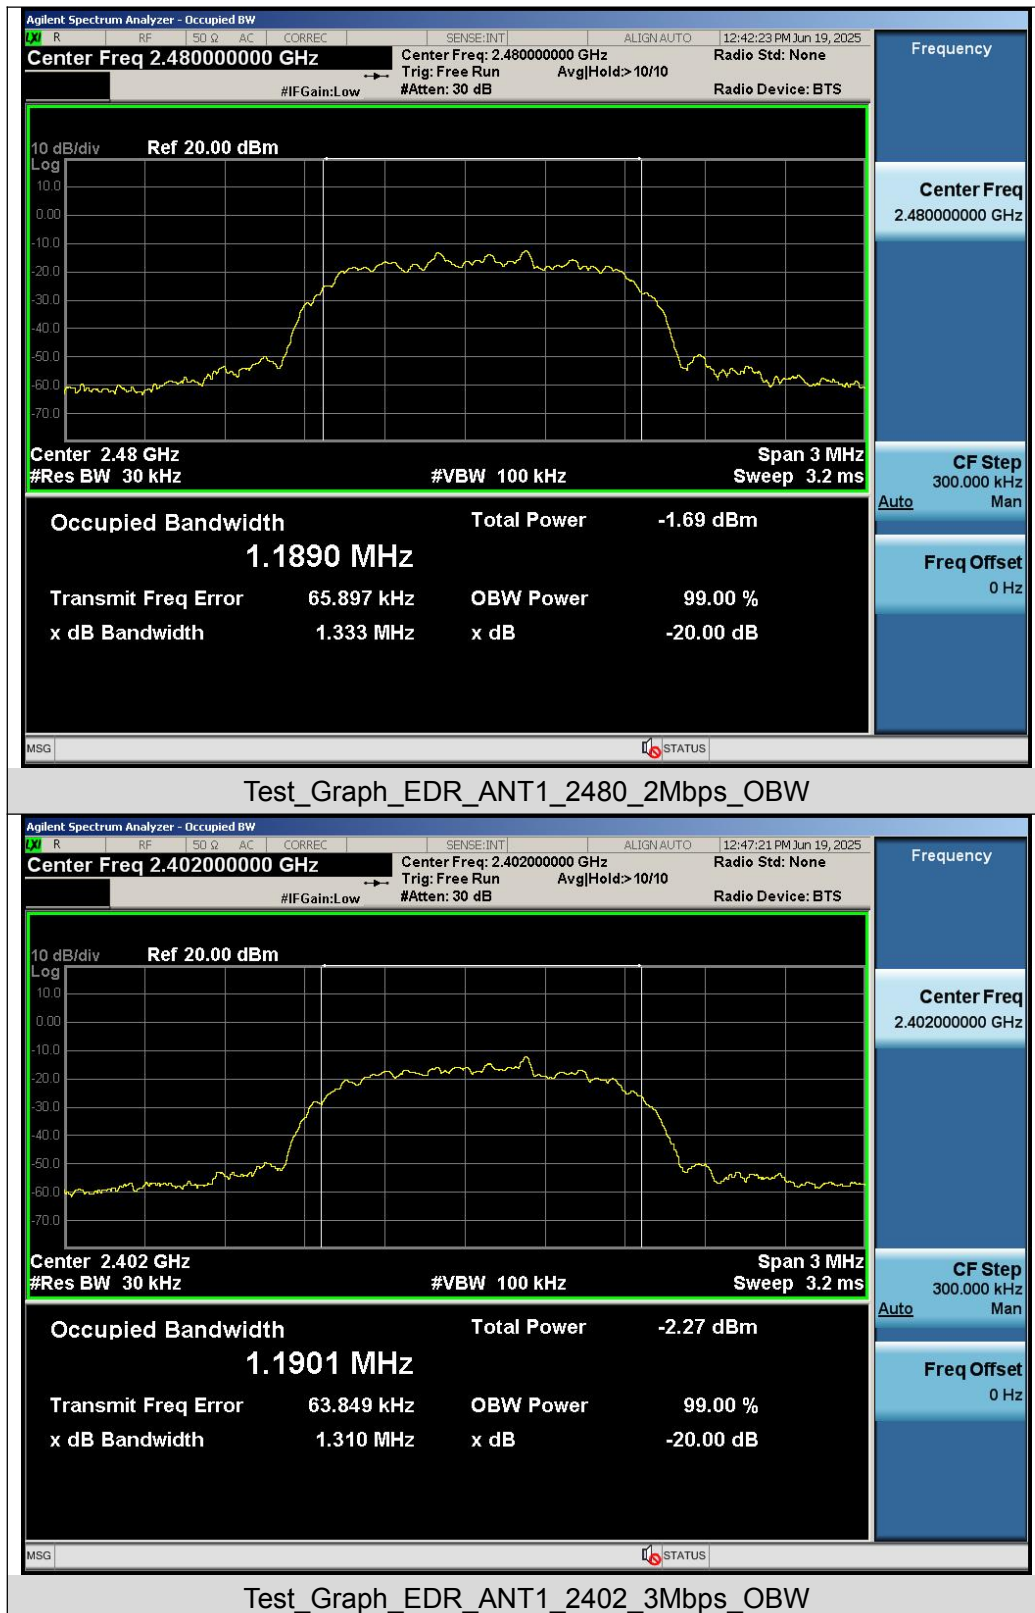 Agilent Spectrum Analyzer - Occupied BW
LXI R RF 50 Ω AC CORREC SENSE:INT ALIGN AUTO 12:42:23 PM Jun 19, 2025
Center Freq 2.480000000 GHz Center Freq: 2.480000000 GHz Radio Std: None Frequency
Trig: Free Run Avg|Hold:> 10/10
#IFGain:Low #Atten: 30 dB Radio Device: BTS
10 dB/div Ref 20.00 dBm
Log
10.0
0.00
-10.0
-20.0
-30.0
-40.0
-50.0
-60.0
-70.0
Center Freq
2.480000000 GHz
Center 2.48 GHz Span 3 MHz
#Res BW 30 kHz #VBW 100 kHz Sweep 3.2 ms
CF Step
300.000 kHz
Auto Man
Occupied Bandwidth Total Power -1.69 dBm
1.1890 MHz
Transmit Freq Error 65.897 kHz OBW Power 99.00 %
x dB Bandwidth 1.333 MHz x dB -20.00 dB
Freq Offset
0 Hz
MSG STATUS
Test_Graph_EDR_ANT1_2480_2Mbps_OBW
Agilent Spectrum Analyzer - Occupied BW
LXI R RF 50 Ω AC CORREC SENSE:INT ALIGN AUTO 12:47:21 PM Jun 19, 2025
Center Freq 2.402000000 GHz Center Freq: 2.402000000 GHz Radio Std: None Frequency
Trig: Free Run Avg|Hold:> 10/10
#IFGain:Low #Atten: 30 dB Radio Device: BTS
10 dB/div Ref 20.00 dBm
Log
10.0
0.00
-10.0
-20.0
-30.0
-40.0
-50.0
-60.0
-70.0
Center Freq
2.402000000 GHz
Center 2.402 GHz Span 3 MHz
#Res BW 30 kHz #VBW 100 kHz Sweep 3.2 ms
CF Step
300.000 kHz
Auto Man
Occupied Bandwidth Total Power -2.27 dBm
1.1901 MHz
Transmit Freq Error 63.849 kHz OBW Power 99.00 %
x dB Bandwidth 1.310 MHz x dB -20.00 dB
Freq Offset
0 Hz
MSG STATUS
Test_Graph_EDR_ANT1_2402_3Mbps_OBW